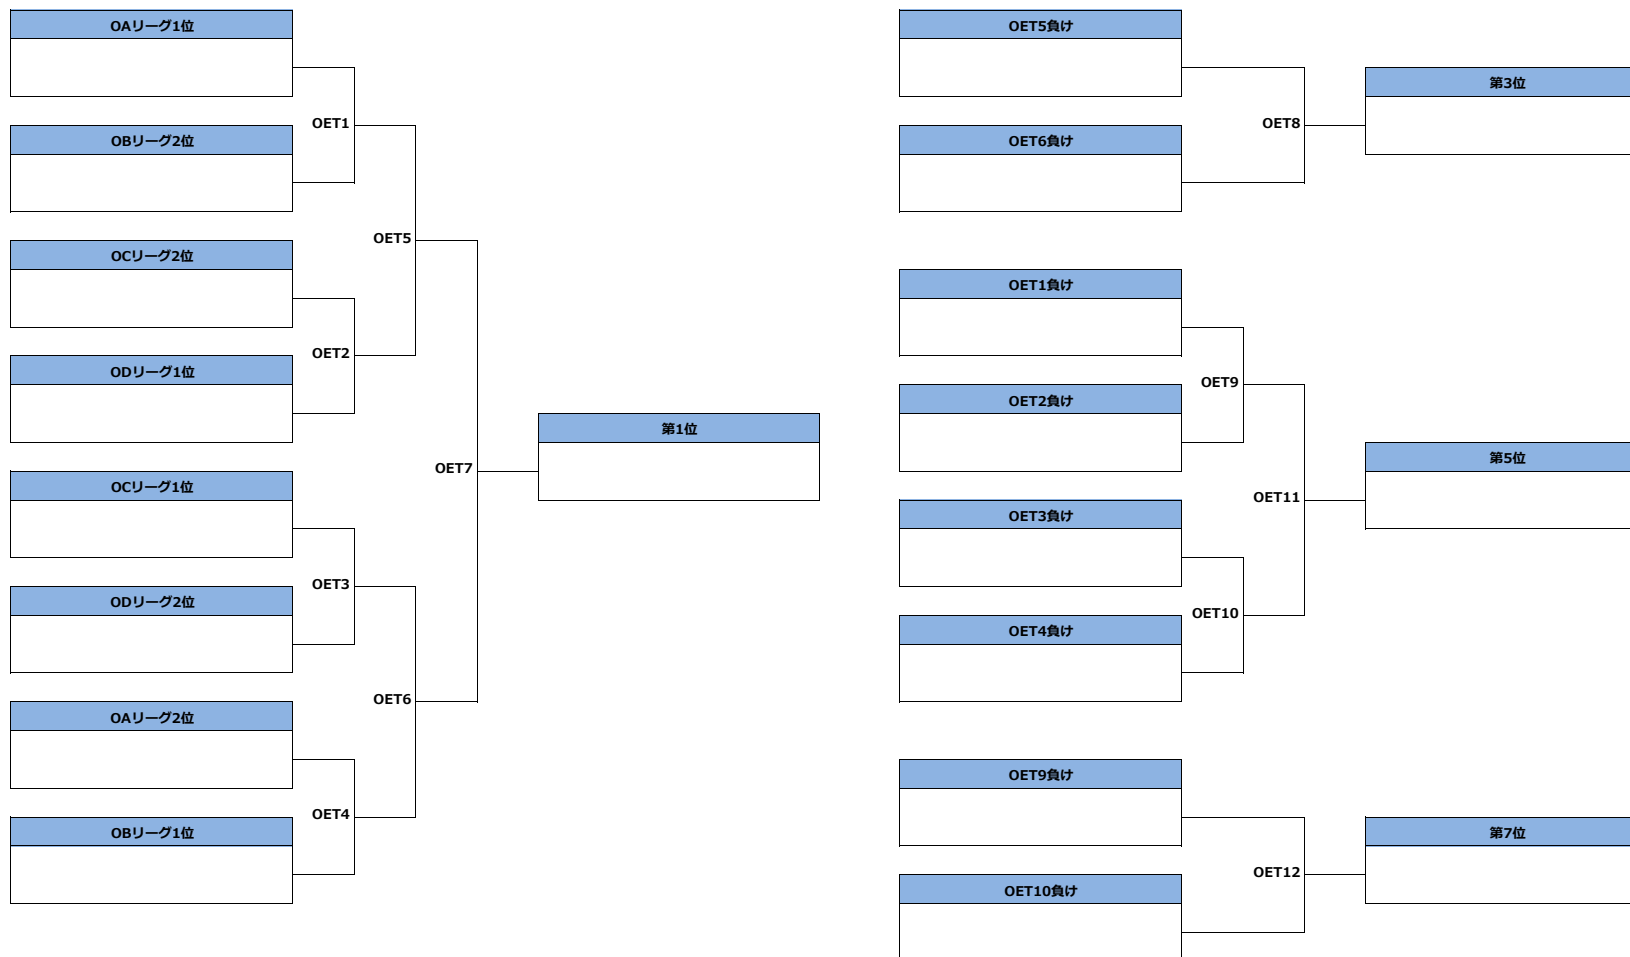 OAリーグ1位
OET1
OBリーグ2位
OET5
OCリーグ2位
OET2
ODリーグ1位
第1位
OET7
OCリーグ1位
OET3
ODリーグ2位
OET6
OAリーグ2位
OET4
OBリーグ1位
OET5負け
第3位
OET8
OET6負け
OET1負け
OET9
OET2負け
第5位
OET11
OET3負け
OET10
OET4負け
OET9負け
第7位
OET12
OET10負け